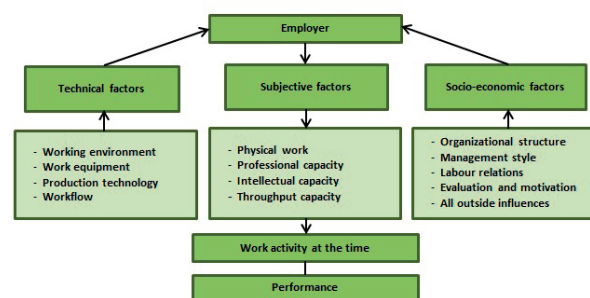 Employer
Technical factors
Subjective factors
Socio-economic factors
- Working environment
- Work equipment
- Production technology
- Workflow
- Physical work
- Professional capacity
- Intellectual capacity
- Throughput capacity
- Organizational structure
- Management style
- Labour relations
- Evaluation and motivation
- All outside influences
Work activity at the time
Performance